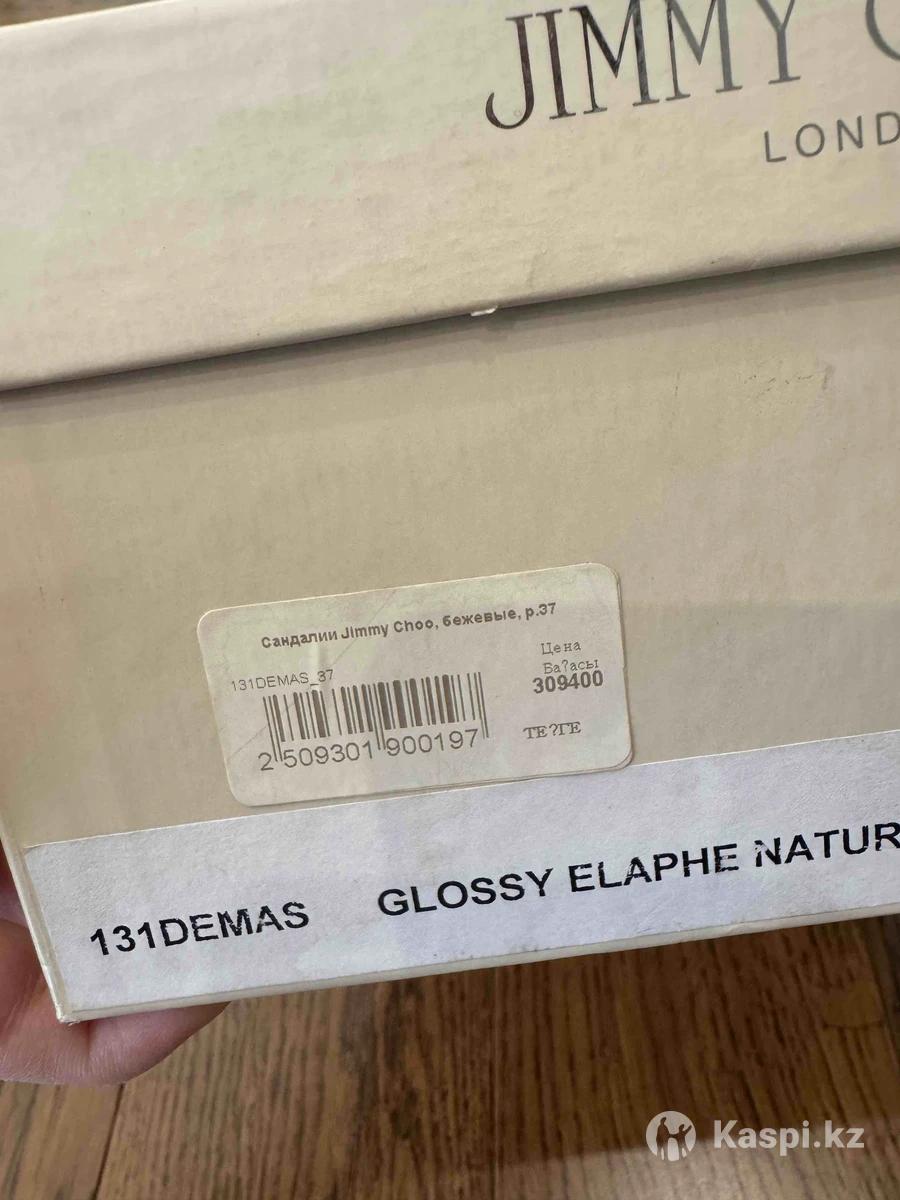 JIMMY C
LOND
Сандалии Jimmy Choo, бежевые, р.37
131DEMAS_37
Цена
Ба?асы
309400
ТЕ?ГЕ
2 509301 900197
131DEMAS GLOSSY ELAPHE NATUR
Kaspi.kz